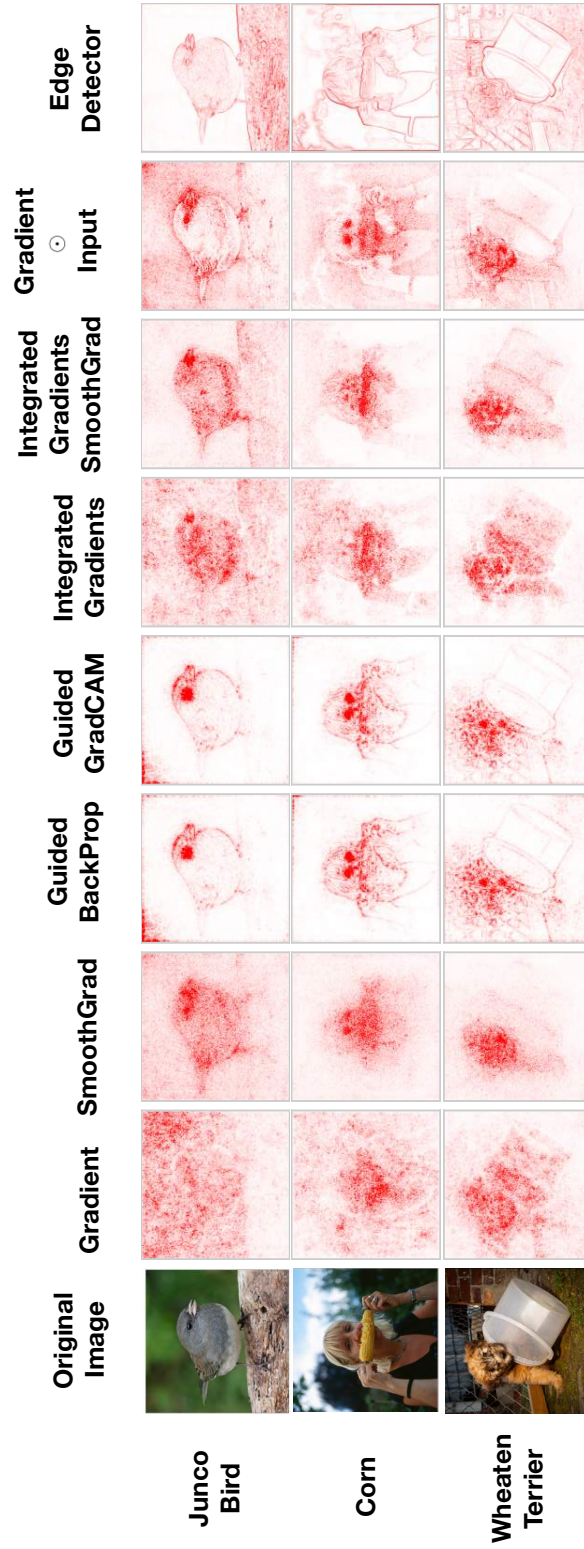 Original
Image
Gradient
SmoothGrad
Guided
BackProp
Guided
GradCAM
Integrated
Gradients
Integrated
Gradients
SmoothGrad
Gradient
⊙
Input
Edge
Detector
Junco
Bird
Corn
Wheaten
Terrier